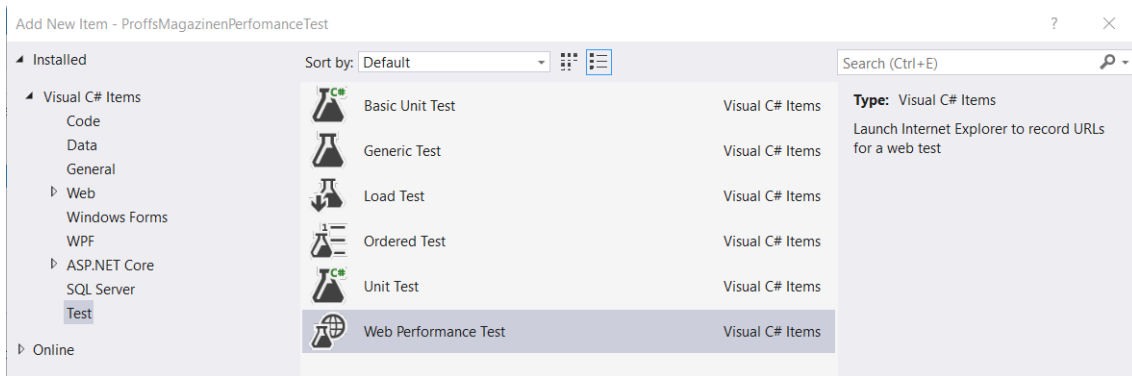 Add New Item - ProffsMagazinenPerfomanceTest
?
Installed
Sort by: Default
Search (Ctrl+E)
Visual C# Items
Code
Data
General
Web
Windows Forms
WPF
ASP.NET Core
SQL Server
Test
Online
C#
Basic Unit Test Visual C# Items
Generic Test Visual C# Items
Load Test Visual C# Items
1
Ordered Test Visual C# Items
C#
Unit Test Visual C# Items
Web Performance Test Visual C# Items
Type: Visual C# Items
Launch Internet Explorer to record URLs
for a web test